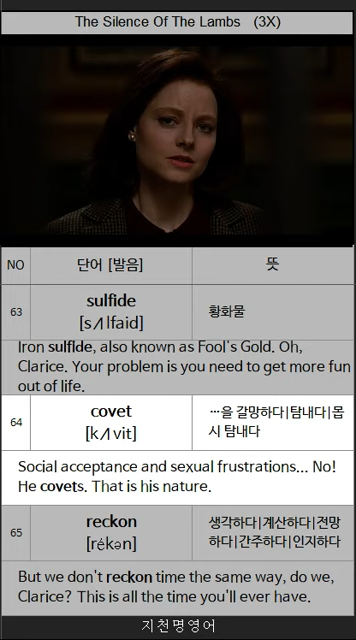 The Silence Of The Lambs (3X)
NO 단어 [발음] 뜻
63 sulfide [sʌlfaid] 황화물
Iron sulfide, also known as Fool's Gold. Oh,
Clarice. Your problem is you need to get more fun
out of life.
64 covet [kʌvit] …을 갈망하다|탐내다|몹
시 탐내다
Social acceptance and sexual frustrations... No!
He covets. That is his nature.
65 reckon [rékən] 생각하다|계산하다|전망
하다|간주하다|인지하다
But we don't reckon time the same way, do we,
Clarice? This is all the time you'll ever have.
지천명영어